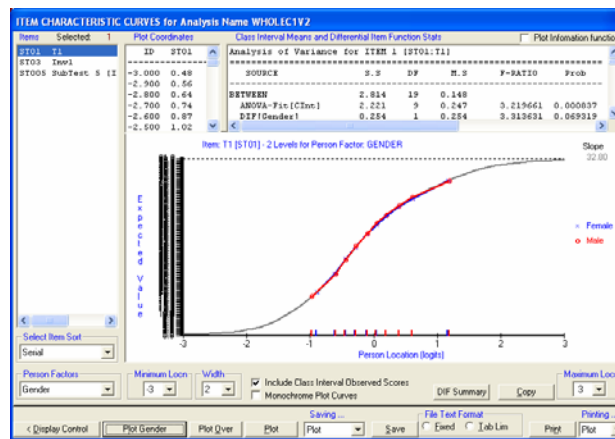 ITEM CHARACTERISTIC CURVES for Analysis Name WHOLEC1V2
Items Selected: 1 Plot Coordinates Class Interval Means and Differential Item Function Stats Plot Infomation functio
ST01 T1
ST03 Inv1
ST005 SubTest 5 [I
ID ST01
-3.000 0.48
-2.900 0.56
-2.800 0.64
-2.700 0.74
-2.600 0.87
-2.500 1.02
Analysis of Variance for ITEM 1 [ST01:T1]
SOURCE S.S DF M.S F-RATIO Prob
BETWEEN 2.814 19 0.148
ANOVA-Fit[CInt] 2.221 9 0.247 3.219661 0.000837
DIF[Gender] 0.254 1 0.254 3.313631 0.069319
Item: T1 [ST01] - 2 Levels for Person Factor: GENDER
Slope
32.00
Expected Value
× Female
o Male
-3 -2 -1 0 1 2 3
Person Location (logits)
Select Item Sort
Serial
Person Factors
Gender
Minimum Locn
-3
Width
2
Include Class Interval Observed Scores
Monochrome Plot Curves
DIF Summary
Copy
Maximum Loc
3
< Display Control
Plot Gender
Plot Over
Plot
Saving ...
Plot
Save
File Text Format
Fixed Tab Lim
Print
Printing ...
Plot